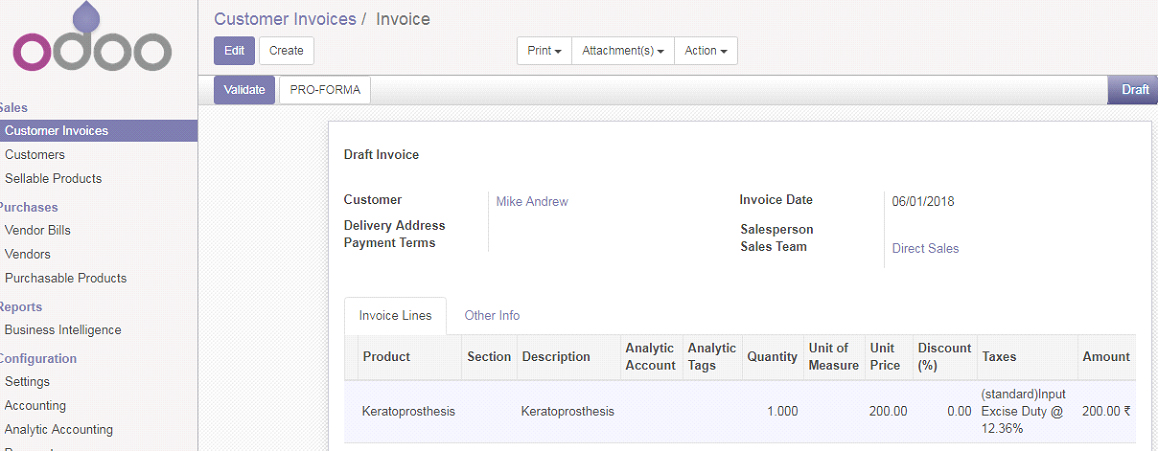 odoo
Customer Invoices / Invoice
Edit Create Print Attachment(s) Action
Validate PRO-FORMA Draft
Sales
Customer Invoices
Customers
Sellable Products
Purchases
Vendor Bills
Vendors
Purchasable Products
Reports
Business Intelligence
Configuration
Settings
Accounting
Analytic Accounting
Draft Invoice
Customer Mike Andrew
Delivery Address
Payment Terms
Invoice Date 06/01/2018
Salesperson
Sales Team Direct Sales
Invoice Lines Other Info
Product Section Description Analytic Account Analytic Tags Quantity Unit of Measure Unit Price Discount (%) Taxes Amount
Keratoprosthesis Keratoprosthesis 1.000 200.00 0.00 (standard)Input Excise Duty @ 12.36% 200.00 ₹